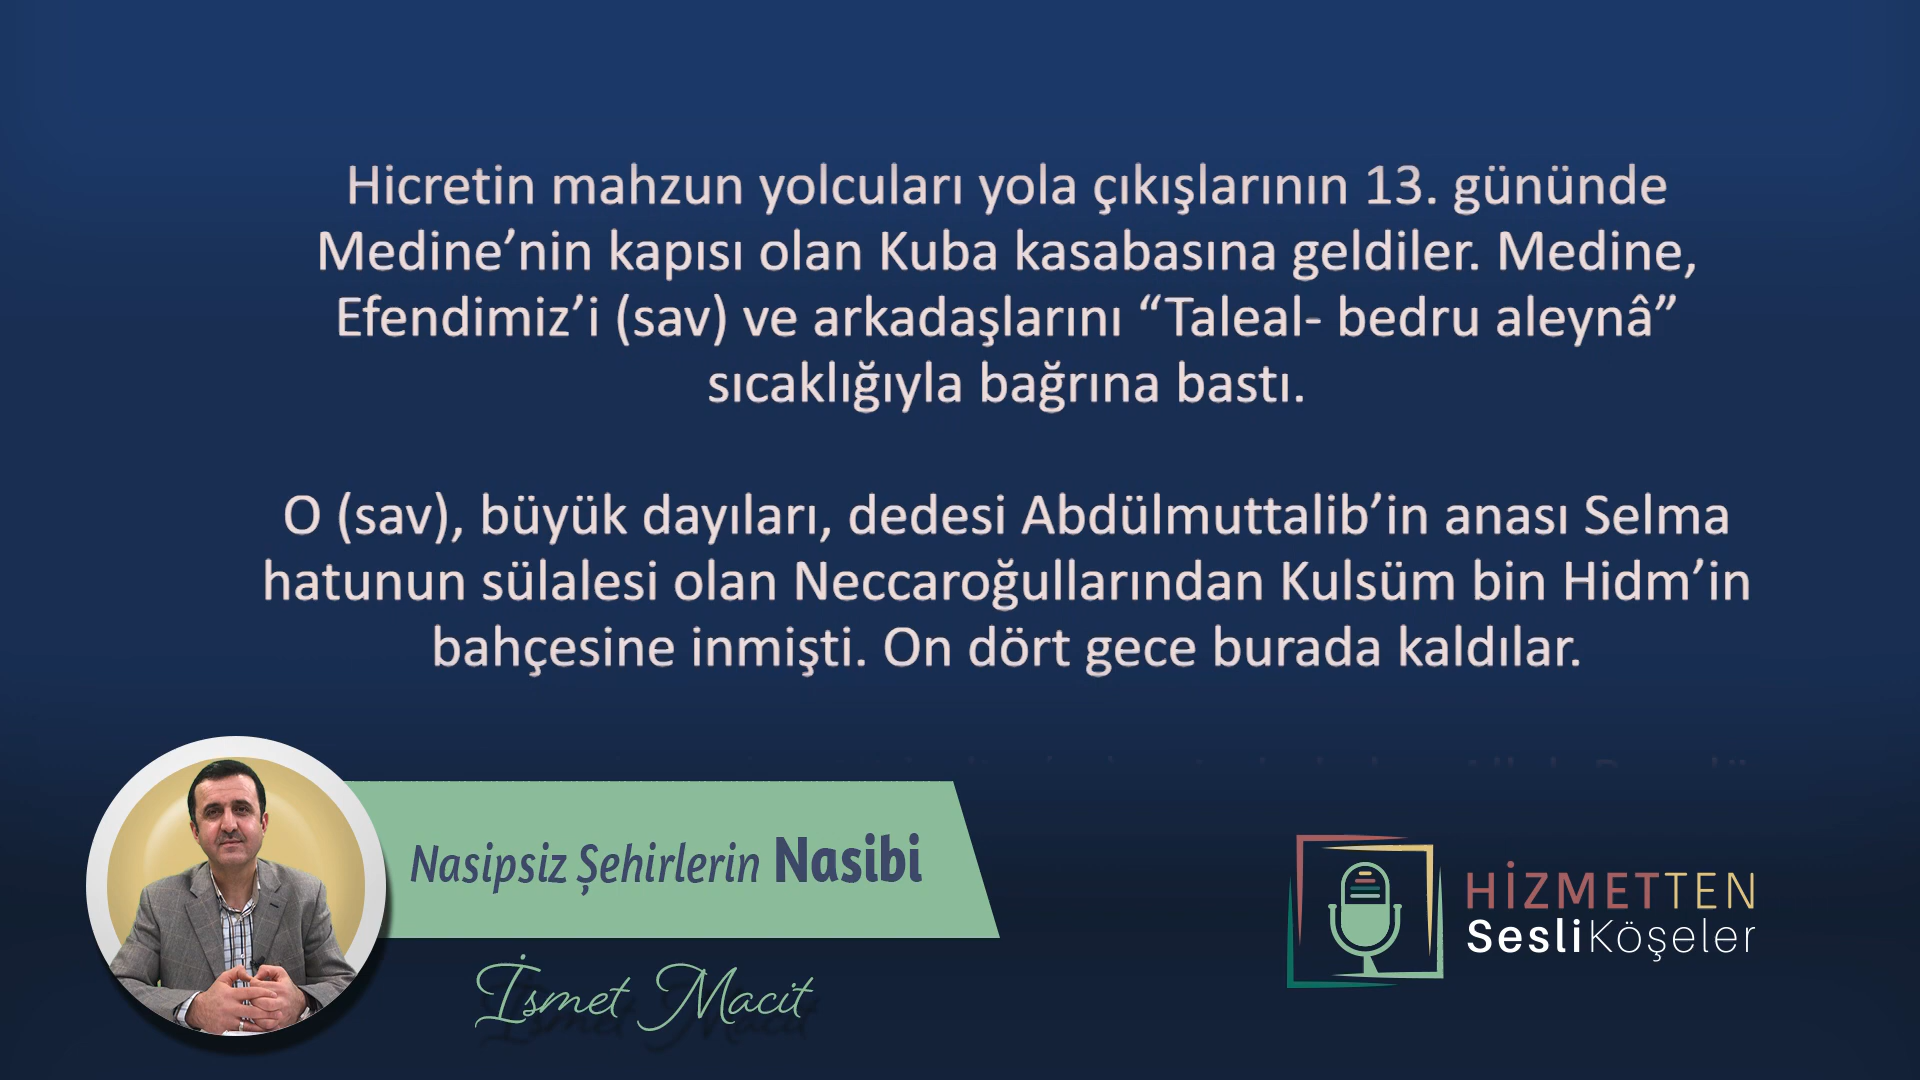 Hicretin mahzun yolcuları yola çıkışlarının 13. gününde
Medine’nin kapısı olan Kuba kasabasına geldiler. Medine,
Efendimiz’i (sav) ve arkadaşlarını “Taleal- bedru aleynâ”
sıcaklığıyla bağrına bastı.
O (sav), büyük dayıları, dedesi Abdülmuttalib’in anası Selma
hatunun sülalesi olan Neccaroğullarından Kulsüm bin Hidm’in
bahçesine inmişti. On dört gece burada kaldılar.
Nasipsiz Şehirlerin Nasibi
İsmet Macit
HİZMETTEN
SesliKöşeler